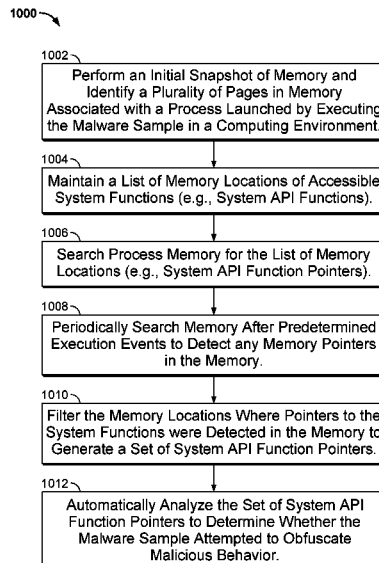 1000
1002
Perform an Initial Snapshot of Memory and
Identify a Plurality of Pages in Memory
Associated with a Process Launched by Executing
the Malware Sample in a Computing Environment.
1004
Maintain a List of Memory Locations of Accessible
System Functions (e.g., System API Functions).
1006
Search Process Memory for the List of Memory
Locations (e.g., System API Function Pointers).
1008
Periodically Search Memory After Predetermined
Execution Events to Detect any Memory Pointers
in the Memory.
1010
Filter the Memory Locations Where Pointers to the
System Functions were Detected in the Memory to
Generate a Set of System API Function Pointers.
1012
Automatically Analyze the Set of System API
Function Pointers to Determine Whether the
Malware Sample Attempted to Obfuscate
Malicious Behavior.